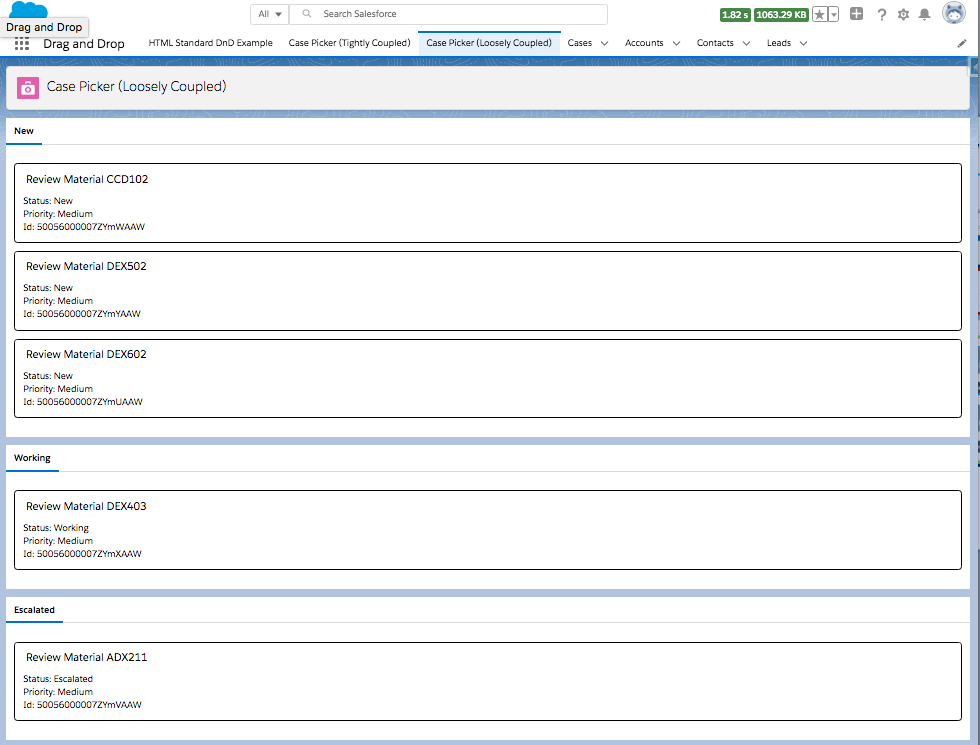 All
Search Salesforce
1.82 s
1063.29 KB
Drag and Drop
Drag and Drop
HTML Standard DnD Example
Case Picker (Tightly Coupled)
Case Picker (Loosely Coupled)
Cases
Accounts
Contacts
Leads
Case Picker (Loosely Coupled)
New
Review Material CCD102
Status: New
Priority: Medium
Id: 50056000007ZYmWAAW
Review Material DEX502
Status: New
Priority: Medium
Id: 50056000007ZYmYAAW
Review Material DEX602
Status: New
Priority: Medium
Id: 50056000007ZYmUAAW
Working
Review Material DEX403
Status: Working
Priority: Medium
Id: 50056000007ZYmXAAW
Escalated
Review Material ADX211
Status: Escalated
Priority: Medium
Id: 50056000007ZYmVAAW